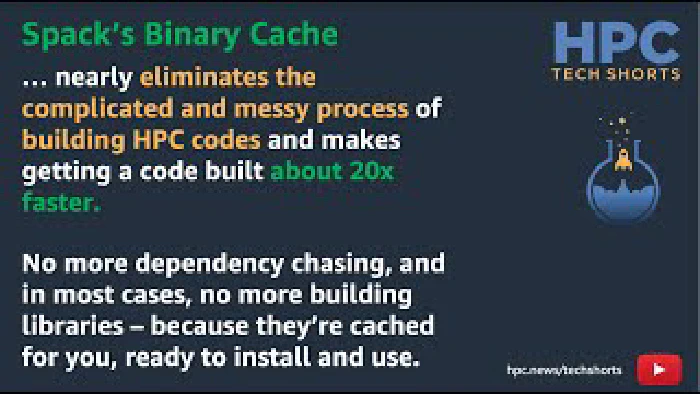 Spack's Binary Cache
... nearly eliminates the
complicated and messy process of
building HPC codes and makes
getting a code built about 20x
faster.
No more dependency chasing, and
in most cases, no more building
libraries – because they're cached
for you, ready to install and use.
HPC
TECH SHORTS
hpc.news/techshorts